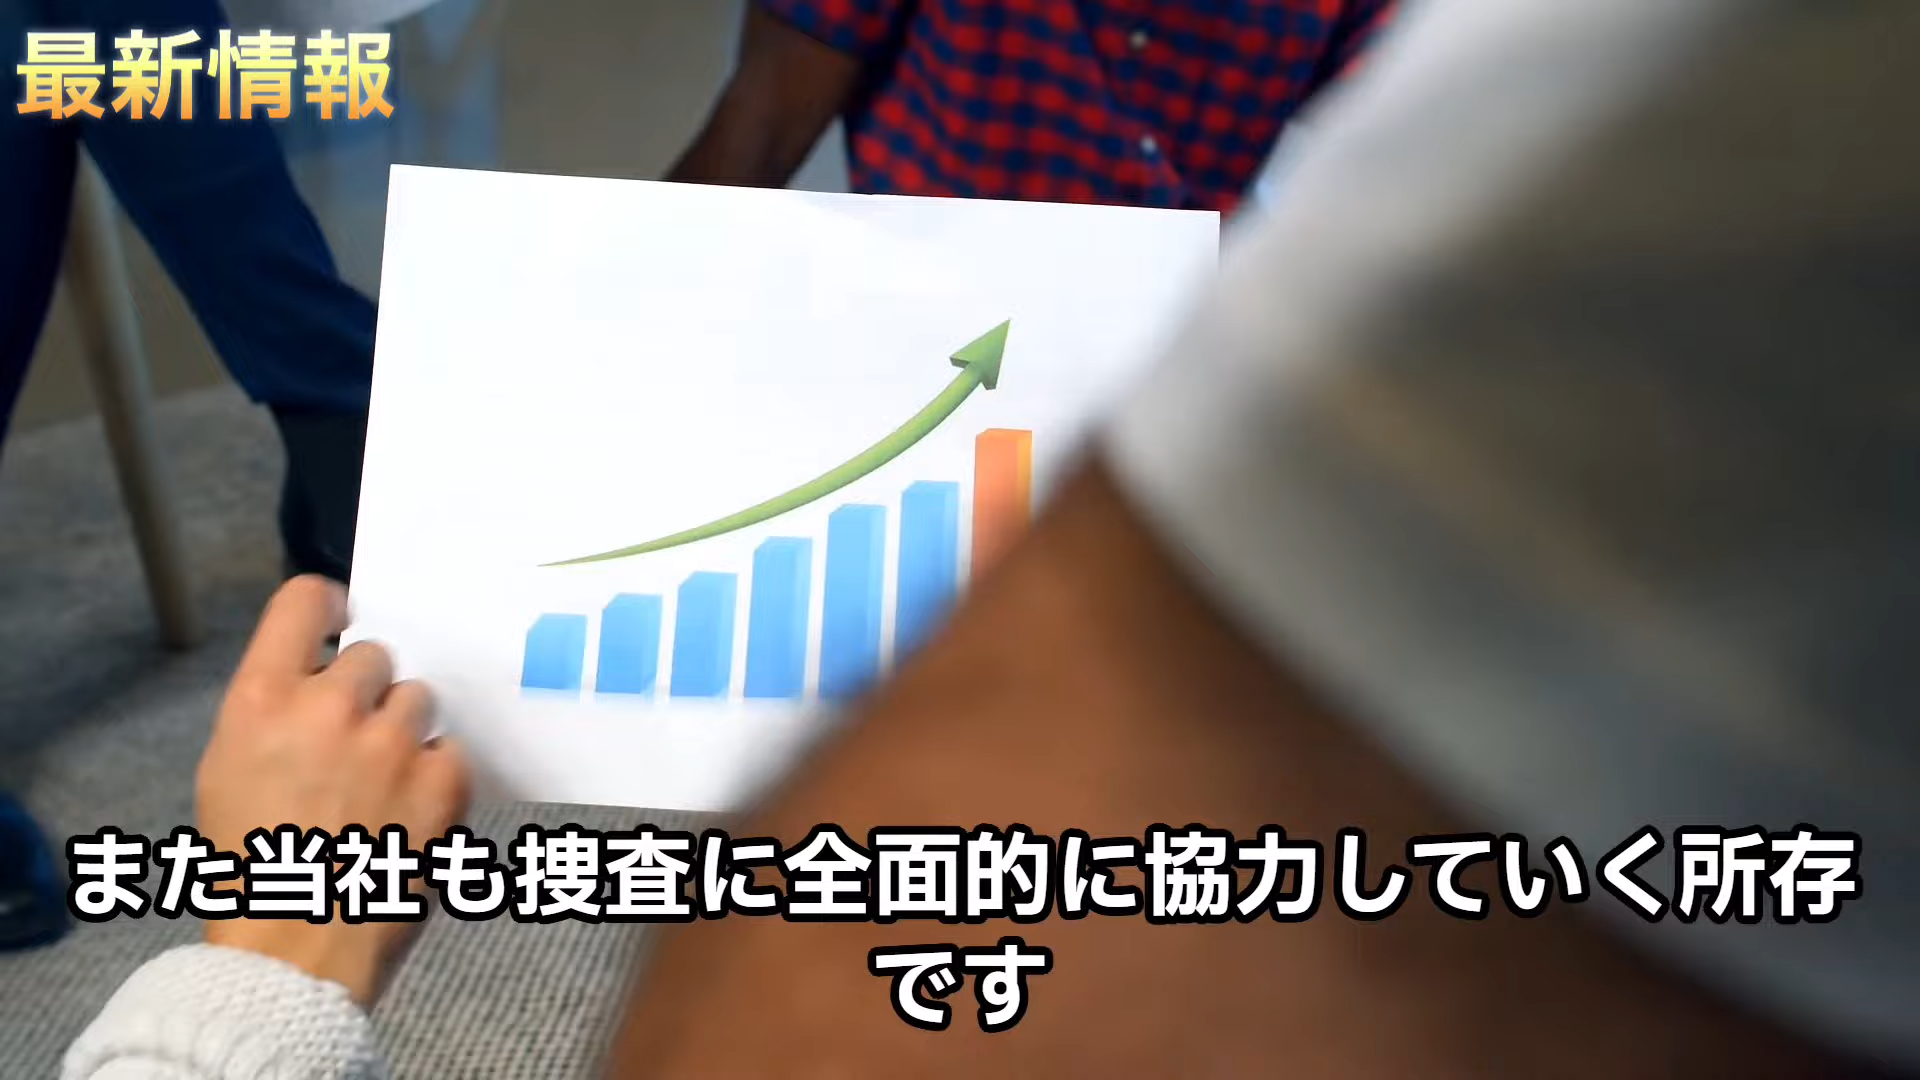 最新情報
また当社も捜査に全面的に協力していく所存
です